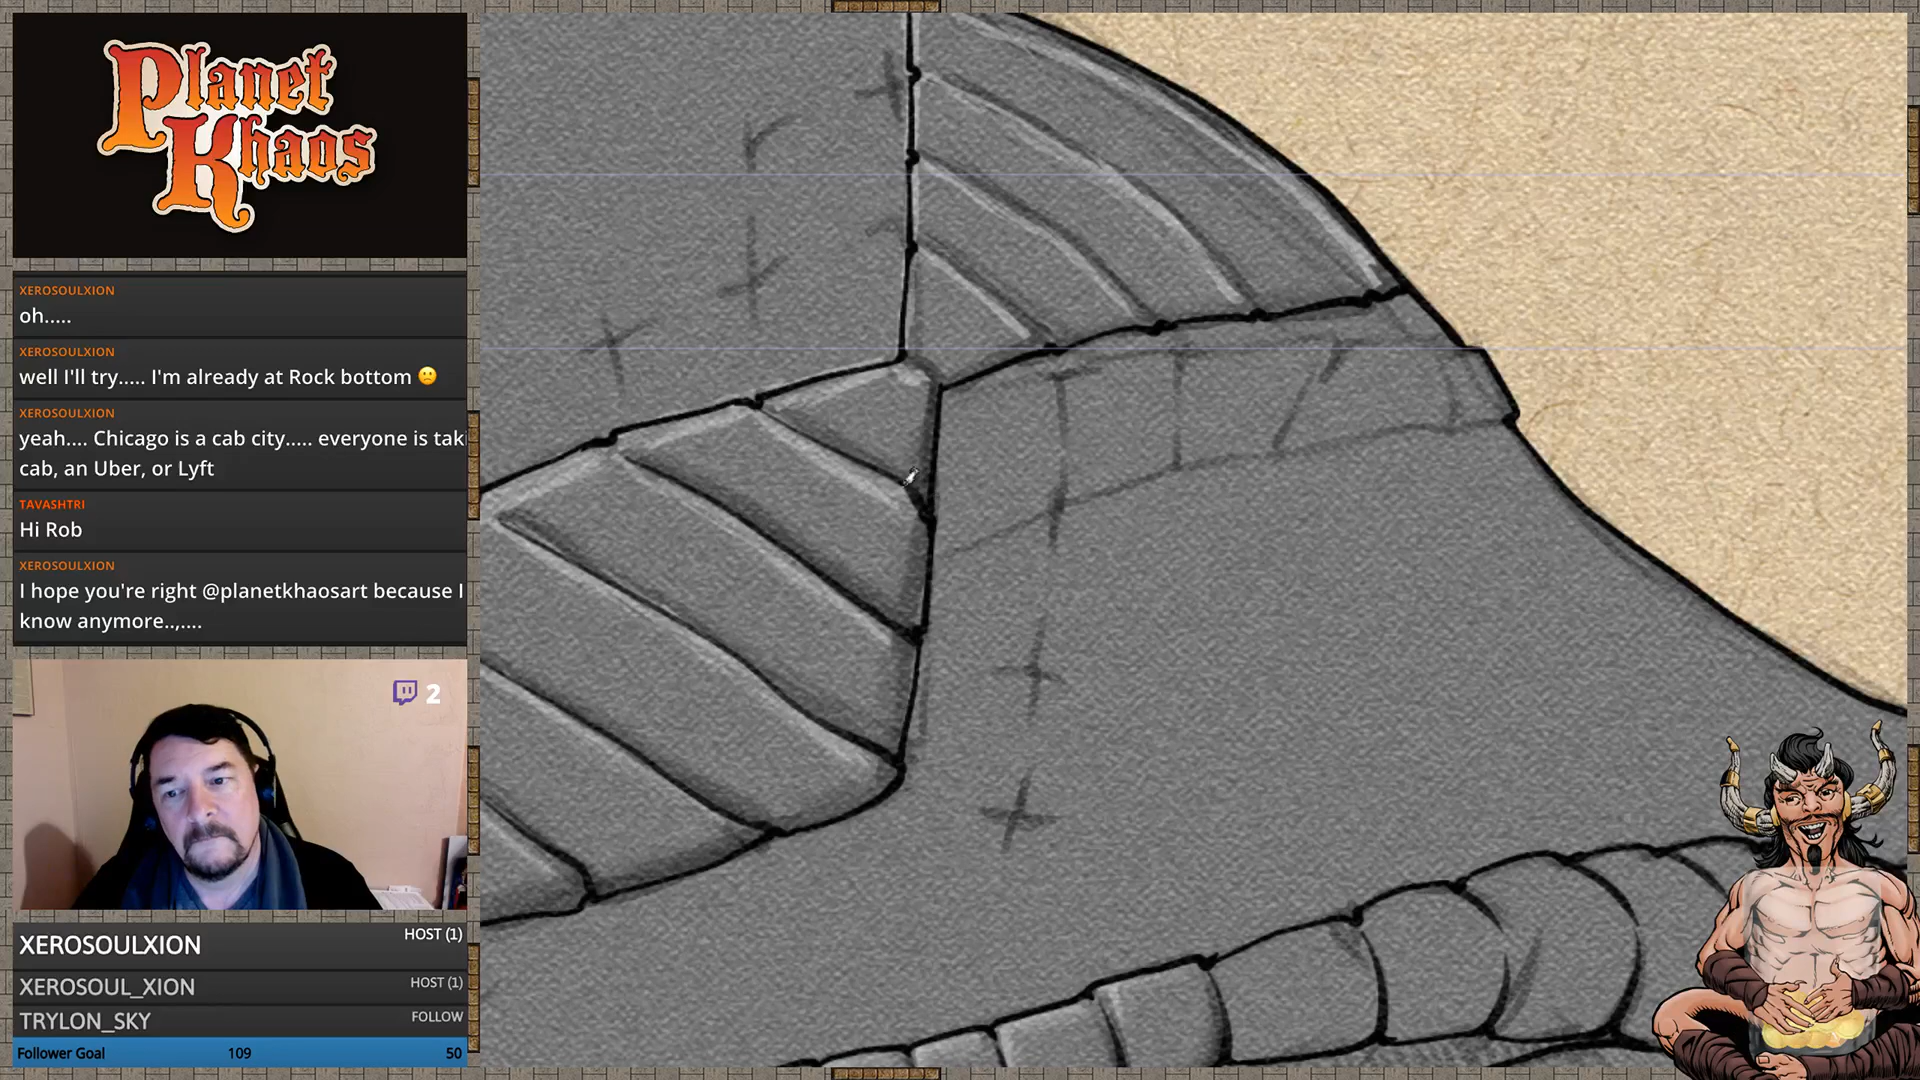 Planet
Khaos
XEROSOULXION
oh.....
XEROSOULXION
well I'll try..... I'm already at Rock bottom 🙁
XEROSOULXION
yeah.... Chicago is a cab city..... everyone is
cab, an Uber, or Lyft
TAVASHTRI
Hi Rob
XEROSOULXION
I hope you're right @planetkhaosart because I
know anymore..,....
2
XEROSOULXION HOST (1)
XEROSOUL_XION HOST (1)
TRYLON_SKY FOLLOW
Follower Goal 109 50